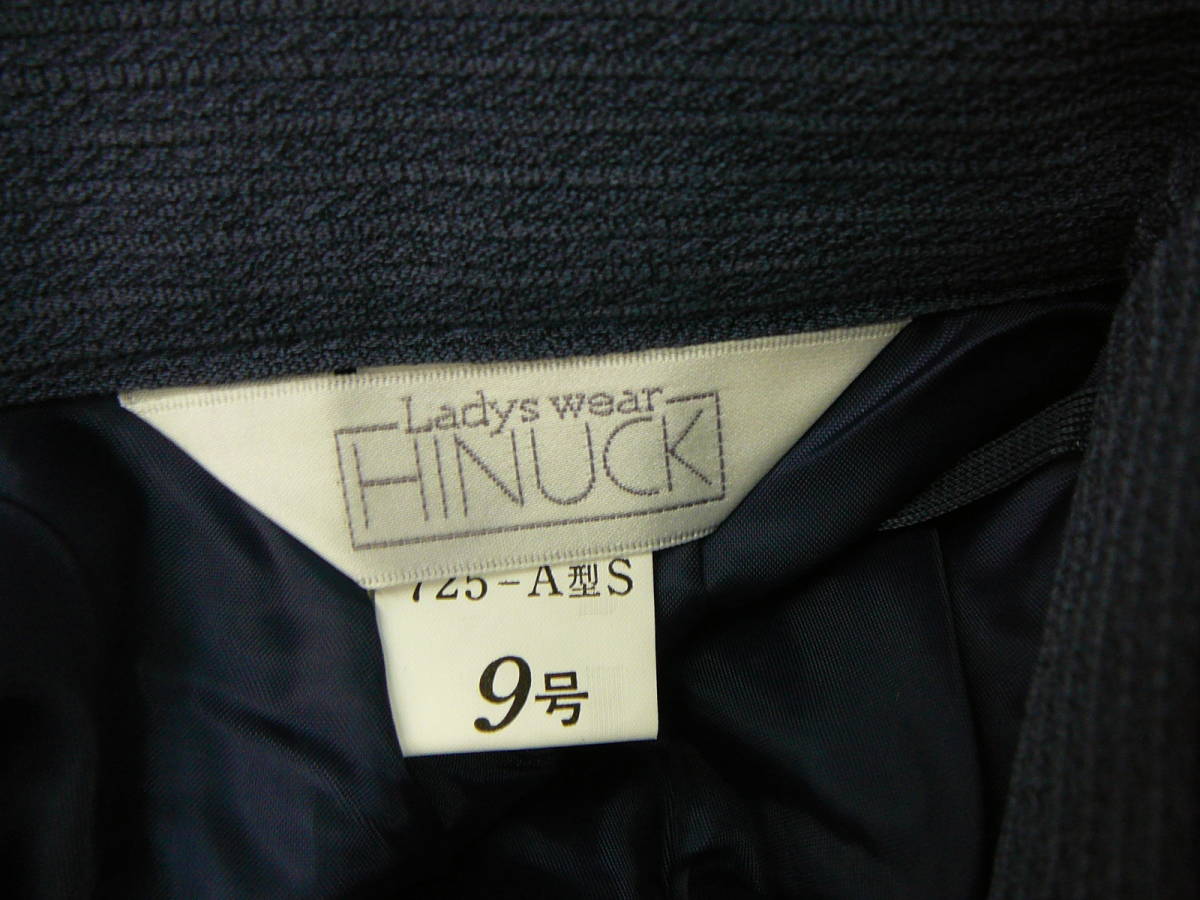 Ladys wear
HINUCK
725-A型S
9号